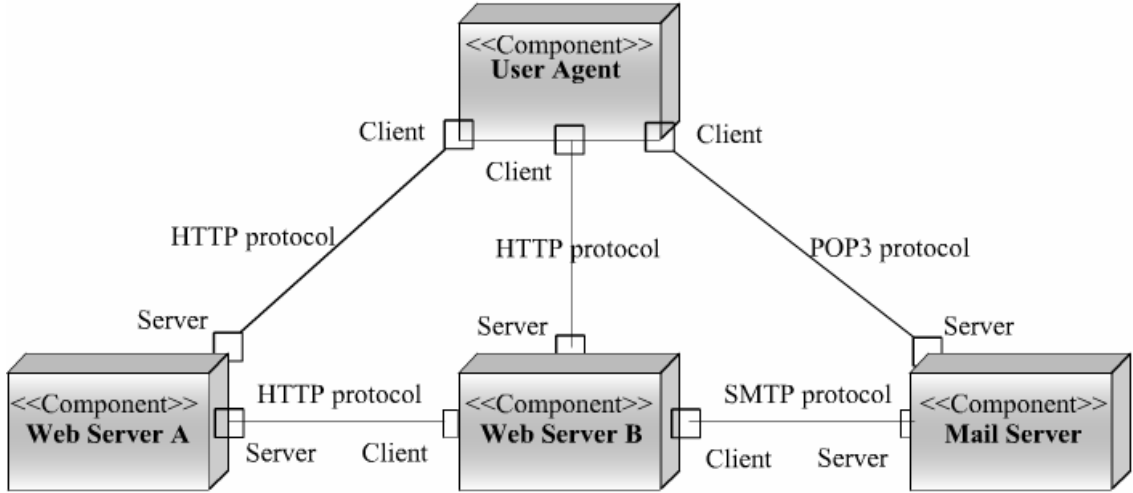 <<Component>>
User Agent
Client
Client
Client
HTTP protocol
HTTP protocol
POP3 protocol
Server
Server
Server
<<Component>>
Web Server A
HTTP protocol
Server
Client
<<Component>>
Web Server B
SMTP protocol
Client
Server
<<Component>>
Mail Server